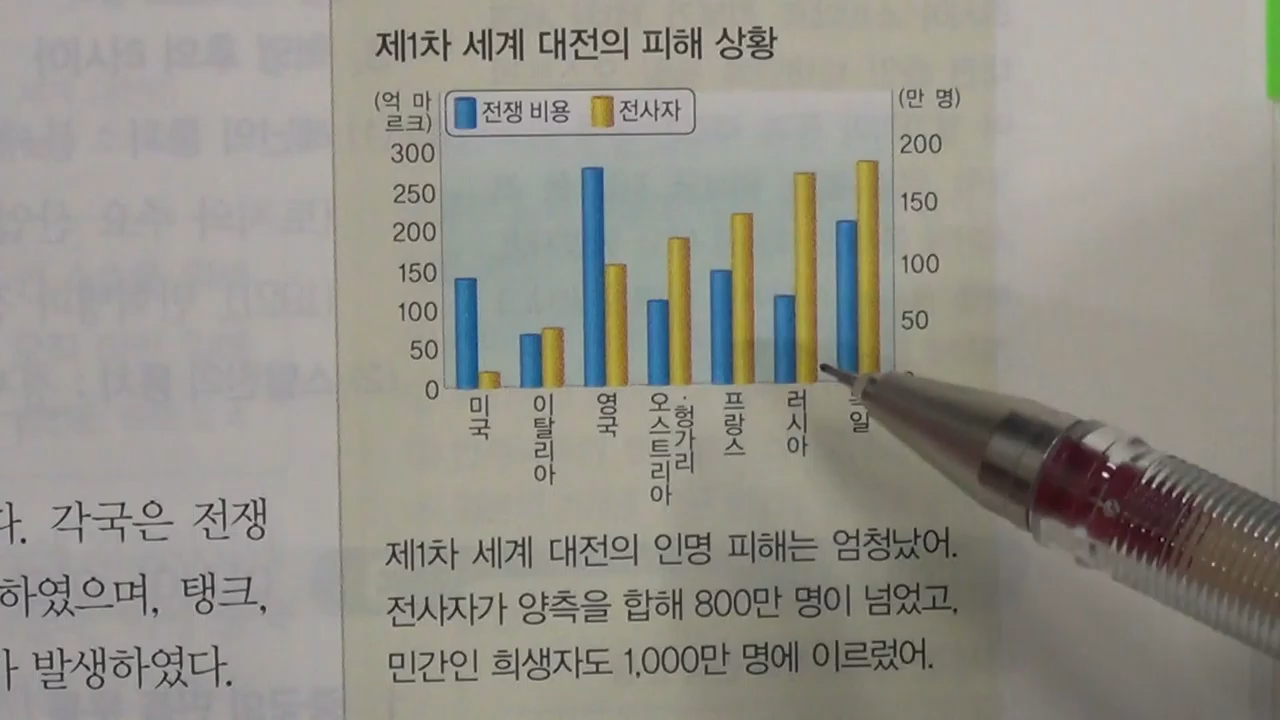 제1차 세계 대전의 피해 상황
(억 마
르크)
전쟁 비용
전사자
(만 명)
300
250
200
150
100
50
0
200
150
100
50
미국
이탈리아
영국
오스트리아
·헝가리
프랑스
러시아
일
다. 각국은 전쟁
하였으며, 탱크,
발생하였다.
제1차 세계 대전의 인명 피해는 엄청났어.
전사자가 양측을 합해 800만 명이 넘었고,
민간인 희생자도 1,000만 명에 이르렀어.